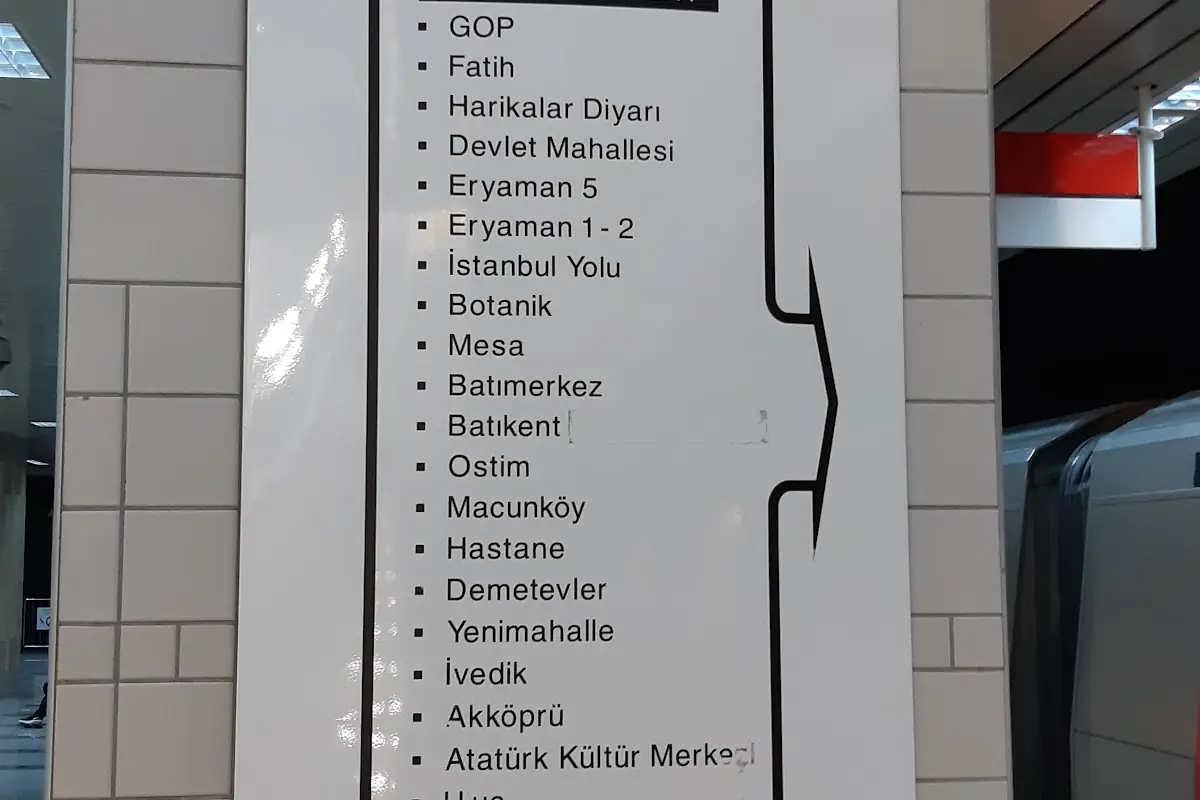 GOP
Fatih
Harikalar Diyarı
Devlet Mahallesi
Eryaman 5
Eryaman 1 - 2
İstanbul Yolu
Botanik
Mesa
Batımerkez
Batıkent
Ostim
Macunköy
Hastane
Demetevler
Yenimahalle
İvedik
Akköprü
Atatürk Kültür Merkezi